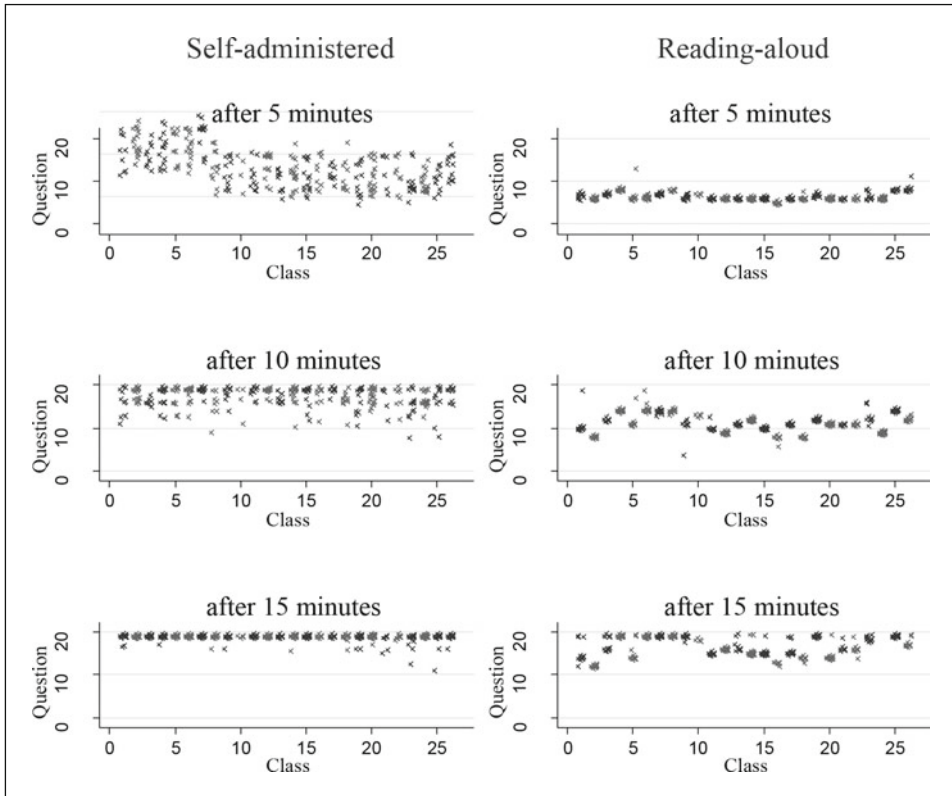 Self-administered
Reading-aloud
after 5 minutes
Question
20
10
0
0 5 10 15 20 25
Class
after 5 minutes
Question
20
10
0
0 5 10 15 20 25
Class
after 10 minutes
Question
20
10
0
0 5 10 15 20 25
Class
after 10 minutes
Question
20
10
0
0 5 10 15 20 25
Class
after 15 minutes
Question
20
10
0
0 5 10 15 20 25
Class
after 15 minutes
Question
20
10
0
0 5 10 15 20 25
Class